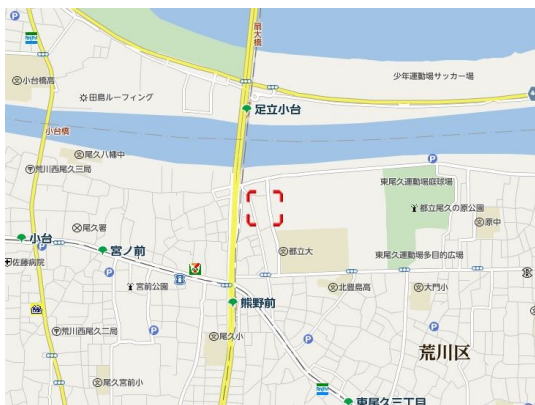 扇大橋
小台橋高
田島ルーフィング
少年運動場サッカー場
足立小台
小台橋
尾久八幡中
荒川西尾久三局
東尾久運動場庭球場
都立尾久の原公園
原中
尾久署
小台
宮ノ前
佐藤病院
都立大
東尾久運動場多目的広場
宮前公園
北豊島高
大門小
熊野前
荒川西尾久二局
尾久小
荒川区
尾久宮前小
東尾久三丁目